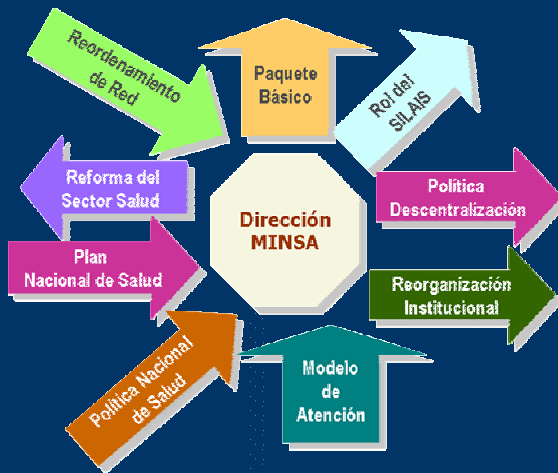 Reordenamiento
de Red
Paquete
Básico
Rol del
SILAIS
Reforma del
Sector Salud
Dirección
MINSA
Política
Descentralización
Plan
Nacional de Salud
Reorganización
Institucional
Política Nacional
de Salud
Modelo
de
Atención